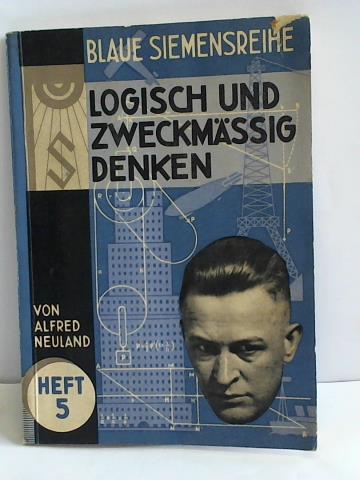 BLAUE SIEMENSREIHE
LOGISCH UND
ZWECKMÄSSIG
DENKEN
VON
ALFRED
NEULAND
HEFT
5